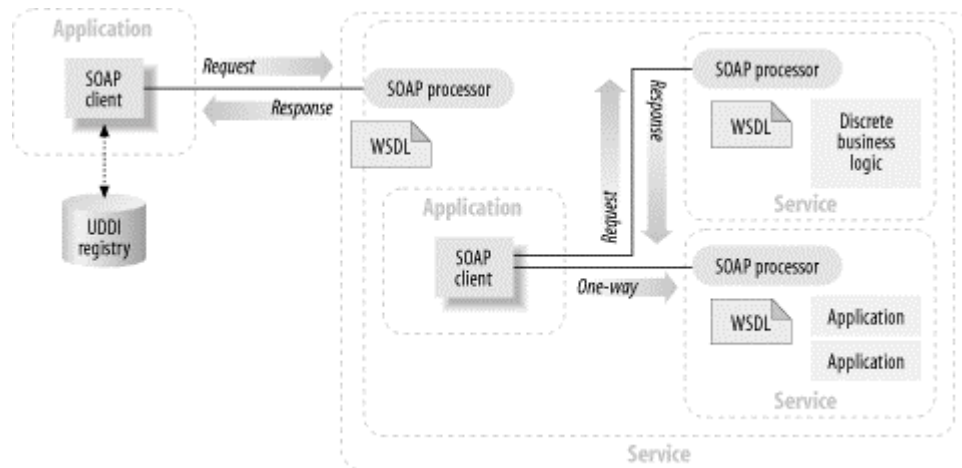 Application
SOAP
client
UDDI
registry
Request
Response
SOAP processor
WSDL
Application
SOAP
client
Request
Response
One-way
SOAP processor
WSDL
Discrete
business
logic
Service
SOAP processor
WSDL
Application
Application
Service
Service